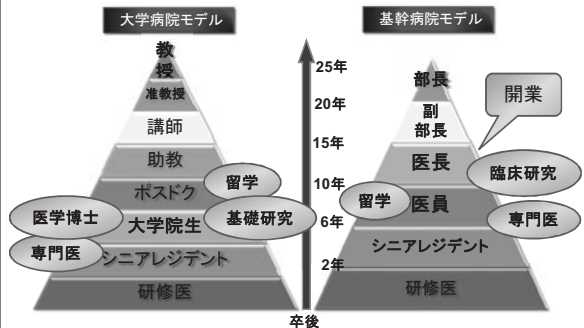 大学病院モデル
教
授
准教授
講師
助教
ポスドク
留学
大学院生
医学博士
基礎研究
専門医
シニアレジデント
研修医
25年
20年
15年
10年
6年
2年
卒後
基幹病院モデル
部長
開業
副
部長
医長
臨床研究
留学
医員
専門医
シニアレジデント
研修医